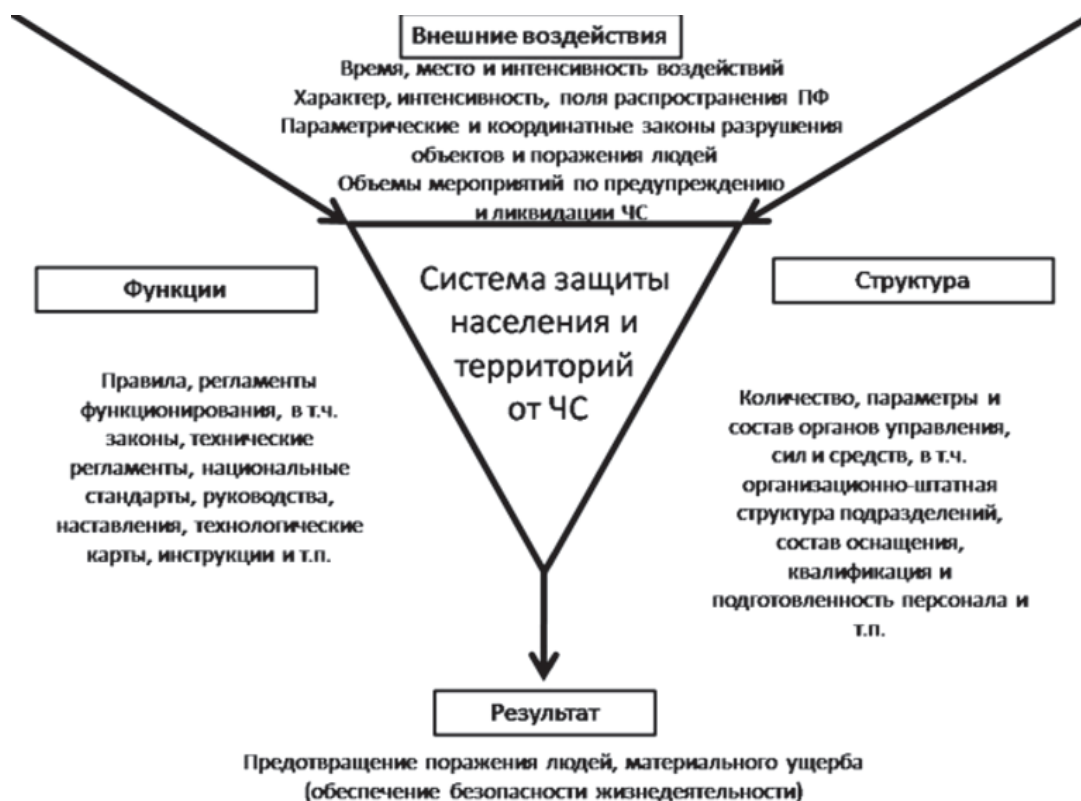 Внешние воздействия
Время, место и интенсивность воздействий
Характер, интенсивность, поля распространения ПФ
Параметрические и координатные законы разрушения
объектов и поражения людей
Объемы мероприятий по предупреждению
и ликвидации ЧС
Система защиты
населения и
территорий
от ЧС
Функции
Правила, регламенты
функционирования, в т.ч.
законы, технические
регламенты, национальные
стандарты, руководства,
наставления, технологические
карты, инструкции и т.п.
Структура
Количество, параметры и
состав органов управления,
сил и средств, в т.ч.
организационно-штатная
структура подразделений,
состав оснащения,
квалификация и
подготовленность персонала и
т.п.
Результат
Предотвращение поражения людей, материального ущерба
(обеспечение безопасности жизнедеятельности)